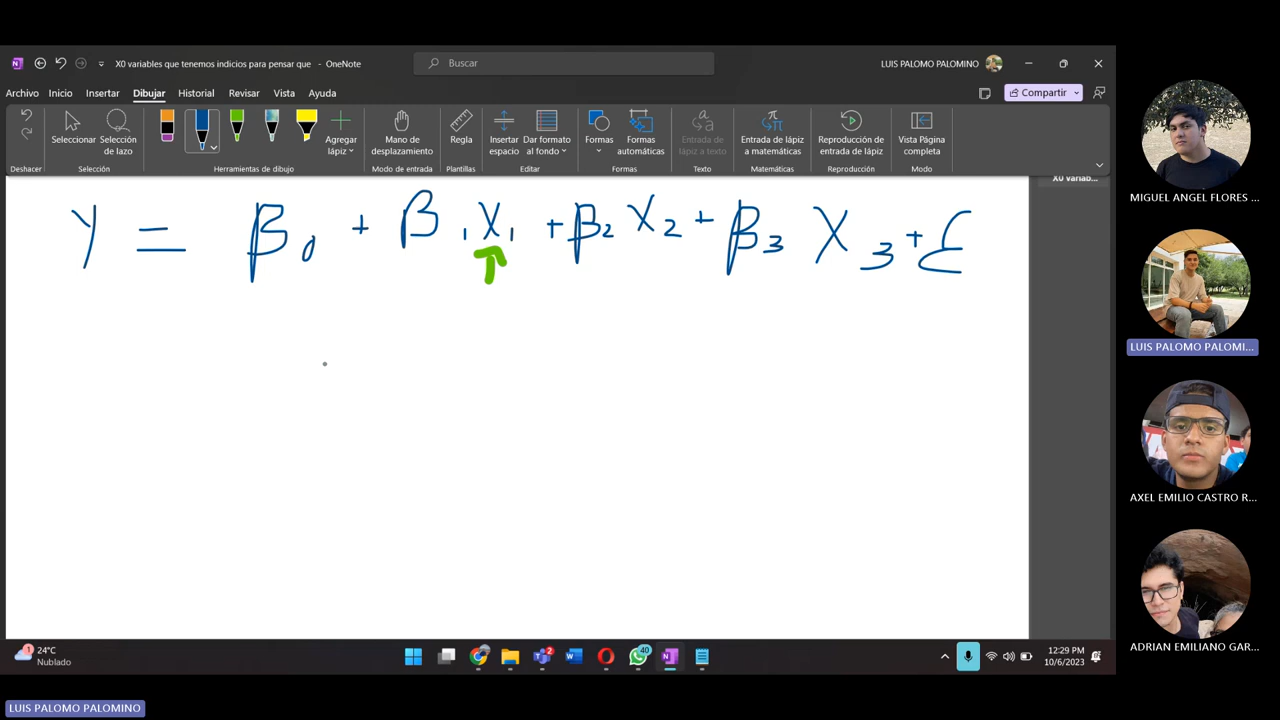 X0 variables que tenemos indicios para pensar que - OneNote
Buscar
LUIS PALOMO PALOMINO
Archivo Inicio Insertar Dibujar Historial Revisar Vista Ayuda
Compartir
Seleccionar
Selección de lazo
Agregar lápiz
Mano de desplazamiento
Regla
Insertar espacio
Dar formato al fondo
Formas
Formas automáticas
Entrada de lápiz a texto
Entrada de lápiz a matemáticas
Reproducción de entrada de lápiz
Vista Página completa
Deshacer Selección Herramientas de dibujo Modo de entrada Plantillas Editar Formas Texto Matemáticas Reproducción Modo
X0 variab...
Y = β0 + β1X1 + β2X2 + β3X3 + ε
MIGUEL ANGEL FLORES ...
LUIS PALOMO PALOMI...
AXEL EMILIO CASTRO R...
ADRIAN EMILIANO GAR...
1
24°C
Nublado
2
40
12:29 PM
10/6/2023
LUIS PALOMO PALOMINO